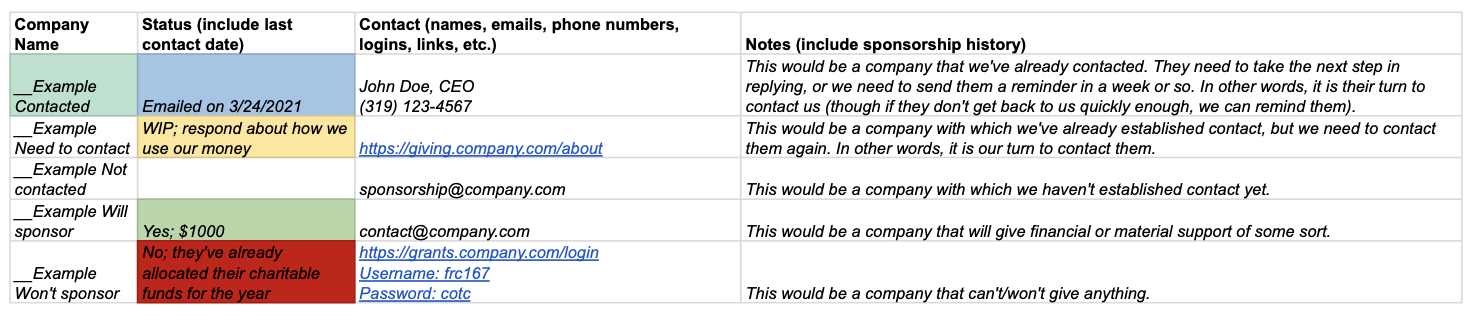 Company
Name
Status (include last
contact date)
Contact (names, emails, phone numbers,
logins, links, etc.)
Notes (include sponsorship history)
__Example
Contacted
Emailed on 3/24/2021
John Doe, CEO
(319) 123-4567
This would be a company that we've already contacted. They need to take the next step in
replying, or we need to send them a reminder in a week or so. In other words, it is their turn to
contact us (though if they don't get back to us quickly enough, we can remind them).
__Example
Need to contact
WIP; respond about how we
use our money
https://giving.company.com/about
This would be a company with which we've already established contact, but we need to contact
them again. In other words, it is our turn to contact them.
__Example Not
contacted
sponsorship@company.com
This would be a company with which we haven't established contact yet.
__Example Will
sponsor
Yes; $1000
contact@company.com
This would be a company that will give financial or material support of some sort.
__Example
Won't sponsor
No; they've already
allocated their charitable
funds for the year
https://grants.company.com/login
Username: frc167
Password: cotc
This would be a company that can't/won't give anything.